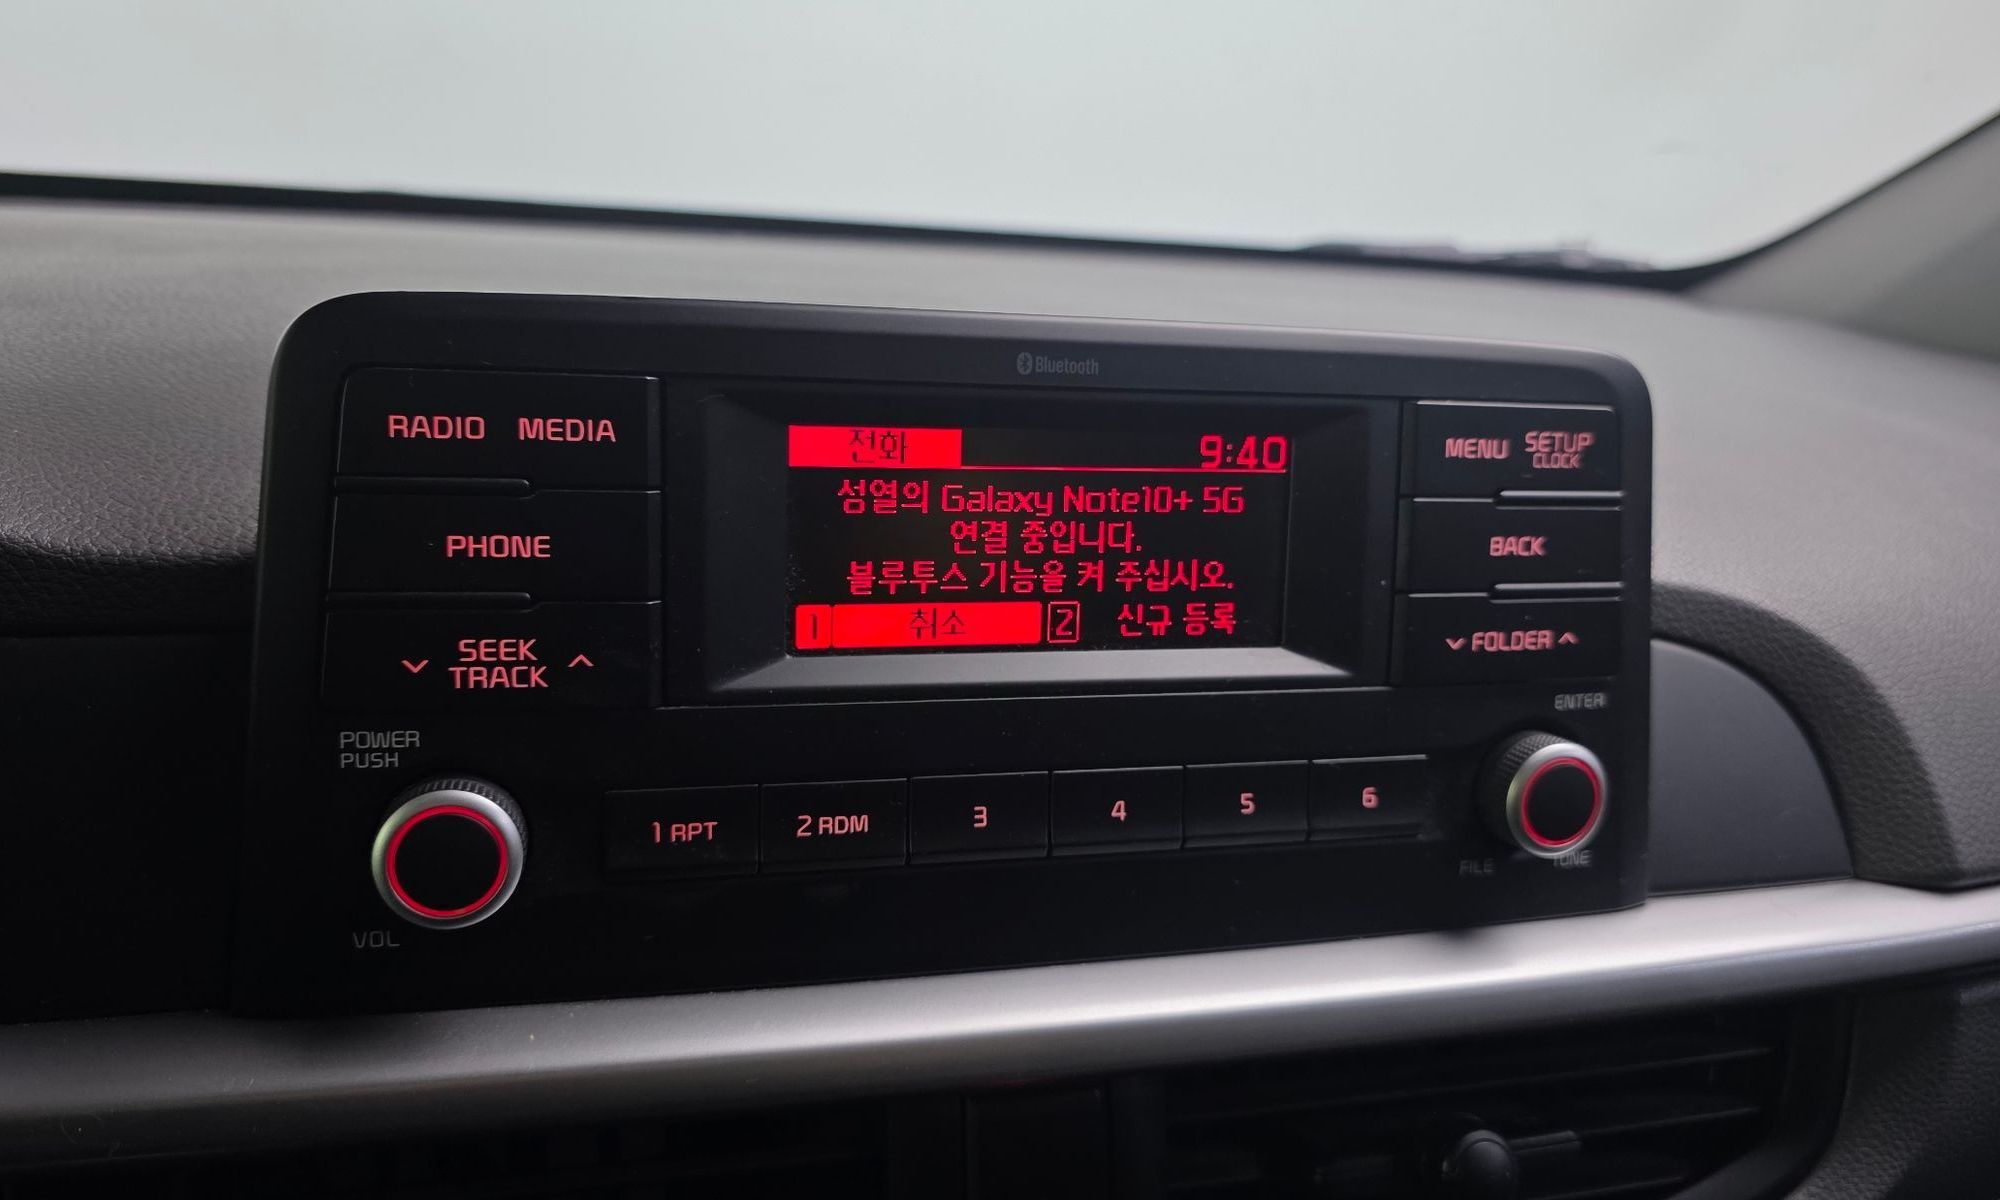 Bluetooth
RADIO MEDIA
PHONE
SEEK
TRACK
전화 9:40
성열의 Galaxy Note10+ 5G
연결 중입니다.
블루투스 기능을 켜 주십시오.
1 취소 2 신규 등록
MENU SETUP
CLOCK
BACK
FOLDER
POWER
PUSH
VOL
1 RPT 2 RDM 3 4 5 6
ENTER
FILE TUNE